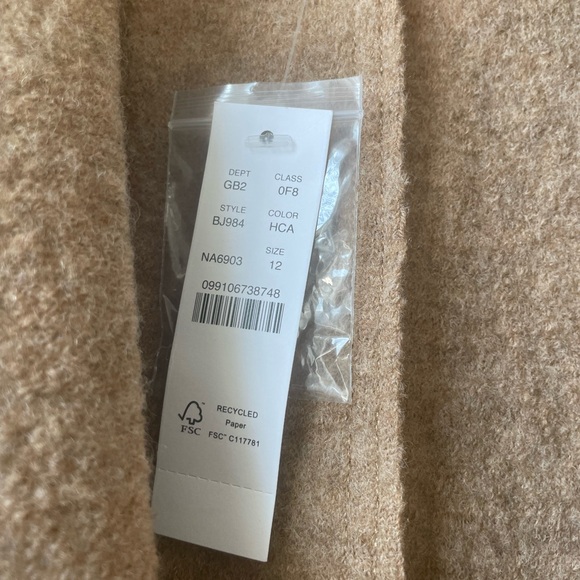 DEPT CLASS
GB2 0F8
STYLE COLOR
BJ984 HCA
SIZE
NA6903 12
099106738748
RECYCLED
Paper
FSC™ FSC® C117781